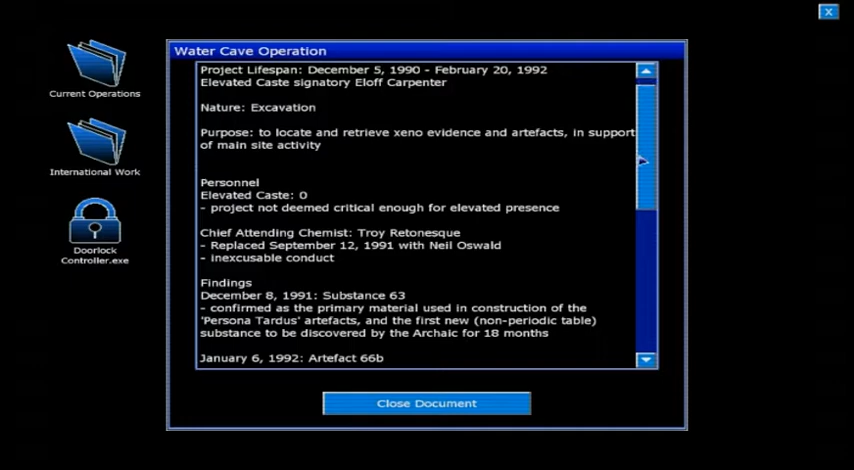 Current Operations
International Work
Doorlock
Controller.exe
Water Cave Operation
Project Lifespan: December 5, 1990 - February 20, 1992
Elevated Caste signatory Eloff Carpenter
Nature: Excavation
Purpose: to locate and retrieve xeno evidence and artefacts, in support
of main site activity
Personnel
Elevated Caste: 0
- project not deemed critical enough for elevated presence
Chief Attending Chemist: Troy Retonesque
- Replaced September 12, 1991 with Neil Oswald
- inexcusable conduct
Findings
December 8, 1991: Substance 63
- confirmed as the primary material used in construction of the
'Persona Tardus' artefacts, and the first new (non-periodic table)
substance to be discovered by the Archaic for 18 months
January 6, 1992: Artefact 66b
Close Document